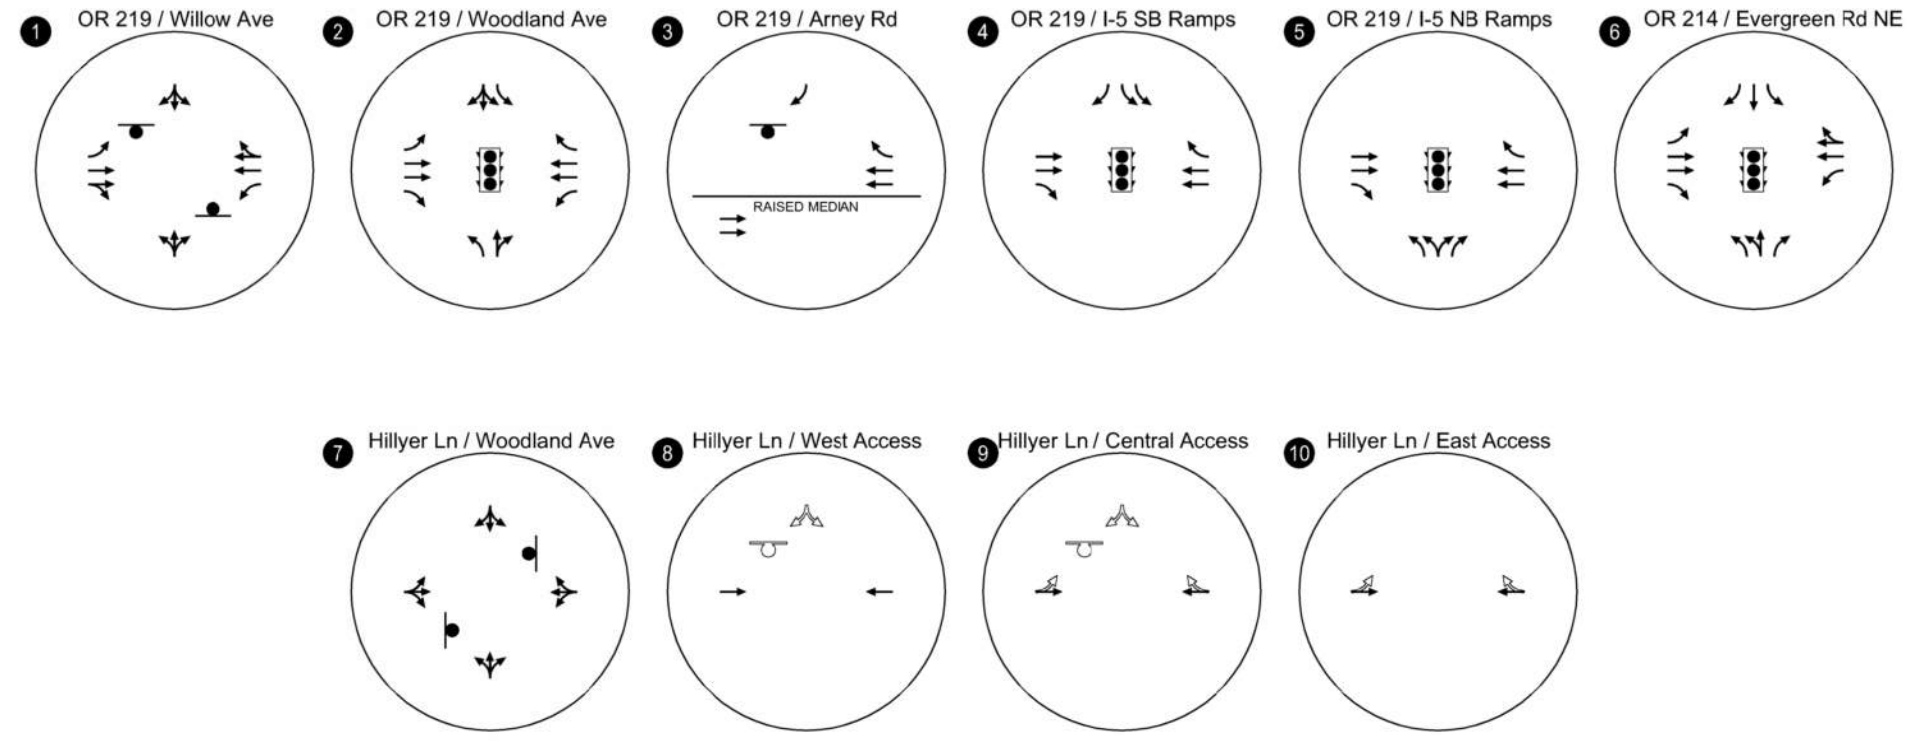 1 OR 219 / Willow Ave
2 OR 219 / Woodland Ave
3 OR 219 / Arney Rd
RAISED MEDIAN
4 OR 219 / I-5 SB Ramps
5 OR 219 / I-5 NB Ramps
6 OR 214 / Evergreen Rd NE
7 Hillyer Ln / Woodland Ave
8 Hillyer Ln / West Access
9 Hillyer Ln / Central Access
10 Hillyer Ln / East Access